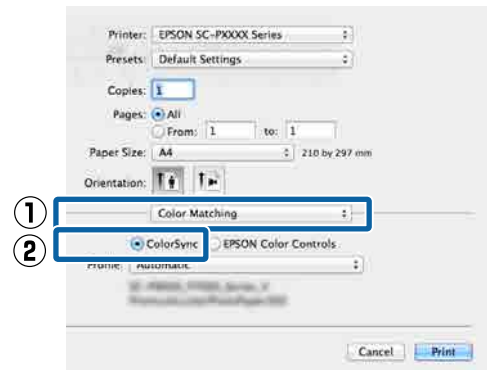 Printer: EPSON SC-PXXXX Series
Presets: Default Settings
Copies: 1
Pages: All
From: 1 to: 1
Paper Size: A4 210 by 297 mm
Orientation:
① Color Matching
② ColorSync EPSON Color Controls
Profile: Automatic
Cancel Print